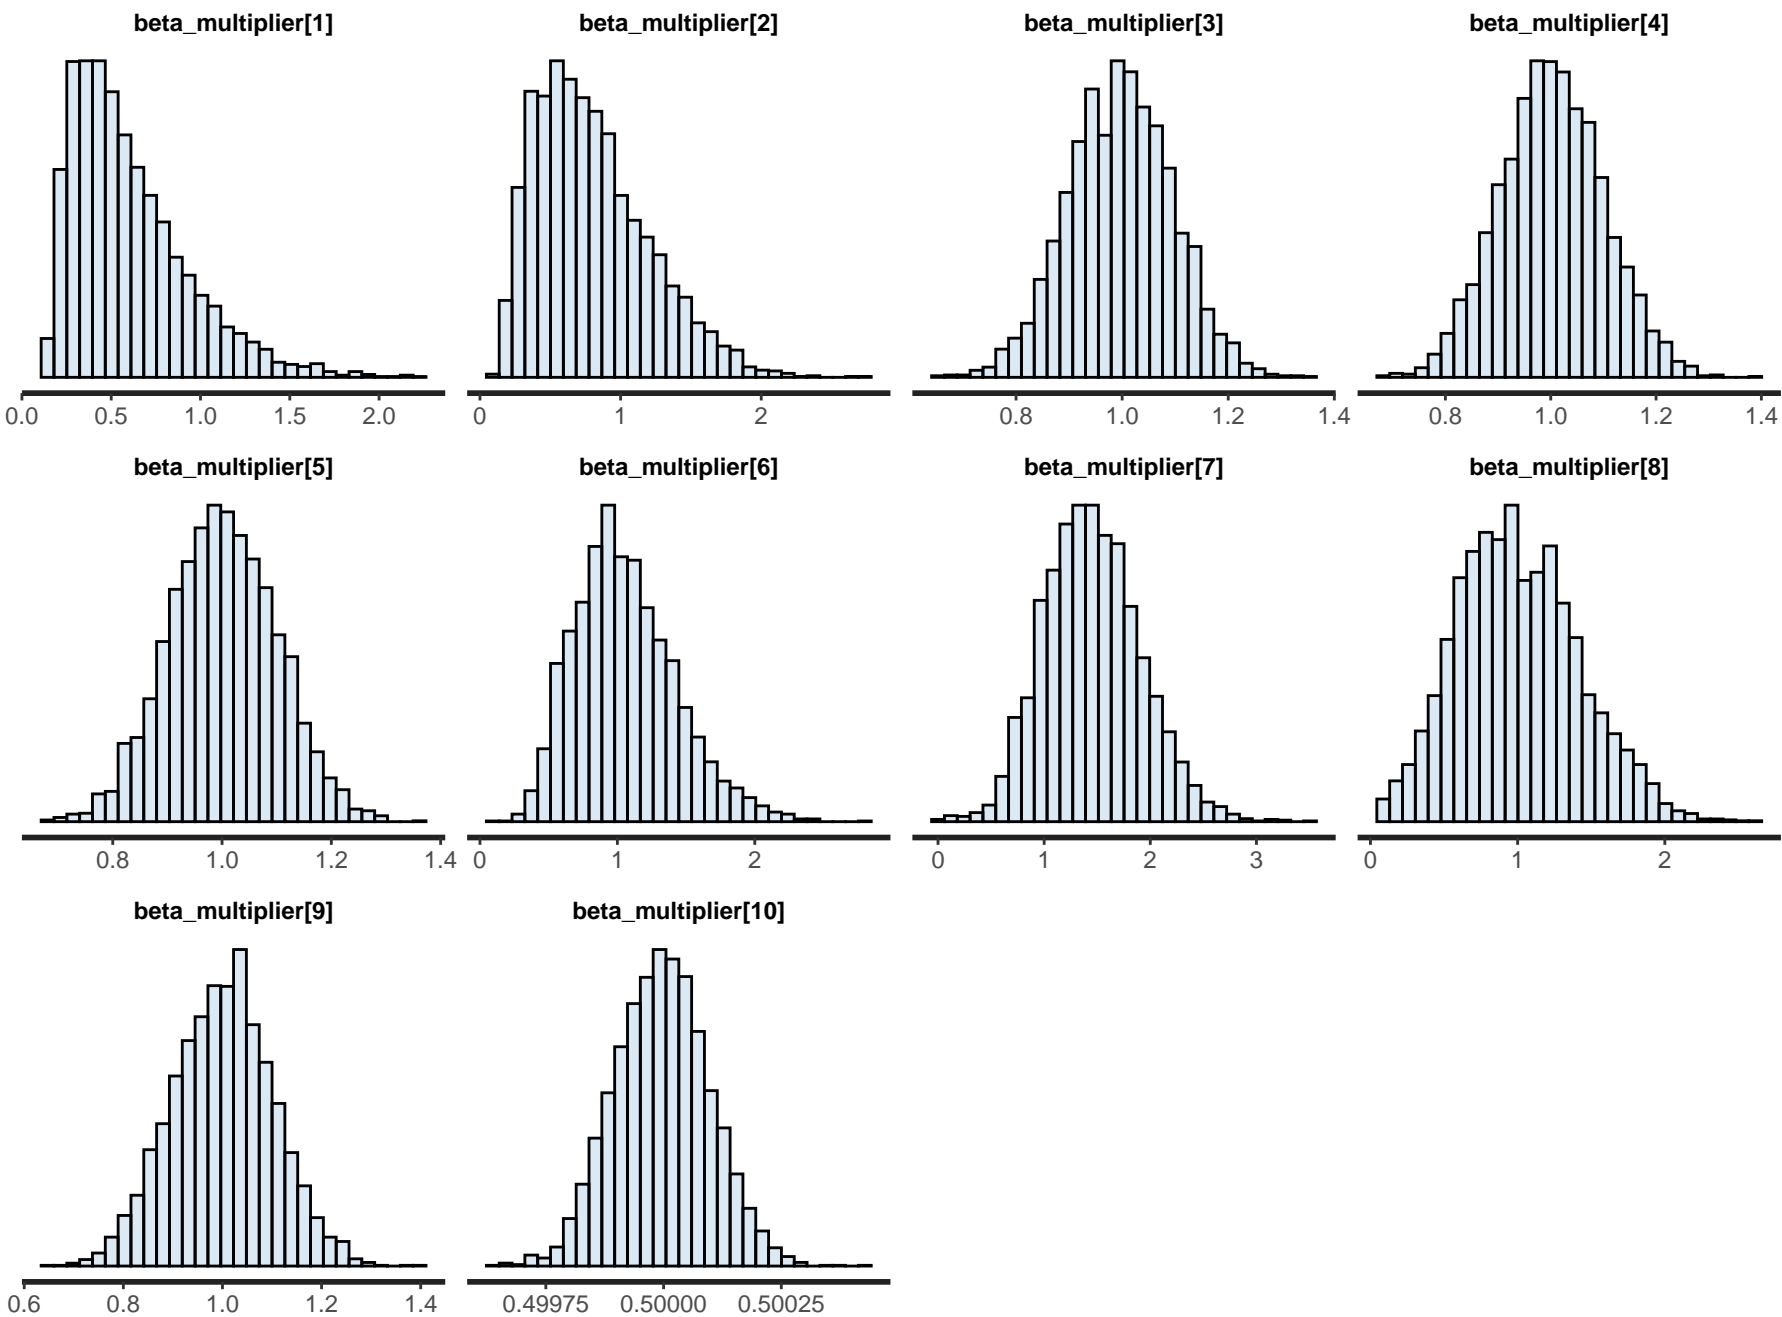 beta_multiplier[1] beta_multiplier[2] beta_multiplier[3] beta_multiplier[4]
0.0 0.5 1.0 1.5 2.0 0 1 2 0.8 1.0 1.2 1.4 0.8 1.0 1.2 1.4
beta_multiplier[5] beta_multiplier[6] beta_multiplier[7] beta_multiplier[8]
0.8 1.0 1.2 1.4 0 1 2 0 1 2 3 0 1 2
beta_multiplier[9] beta_multiplier[10]
0.6 0.8 1.0 1.2 1.4 0.49975 0.50000 0.50025